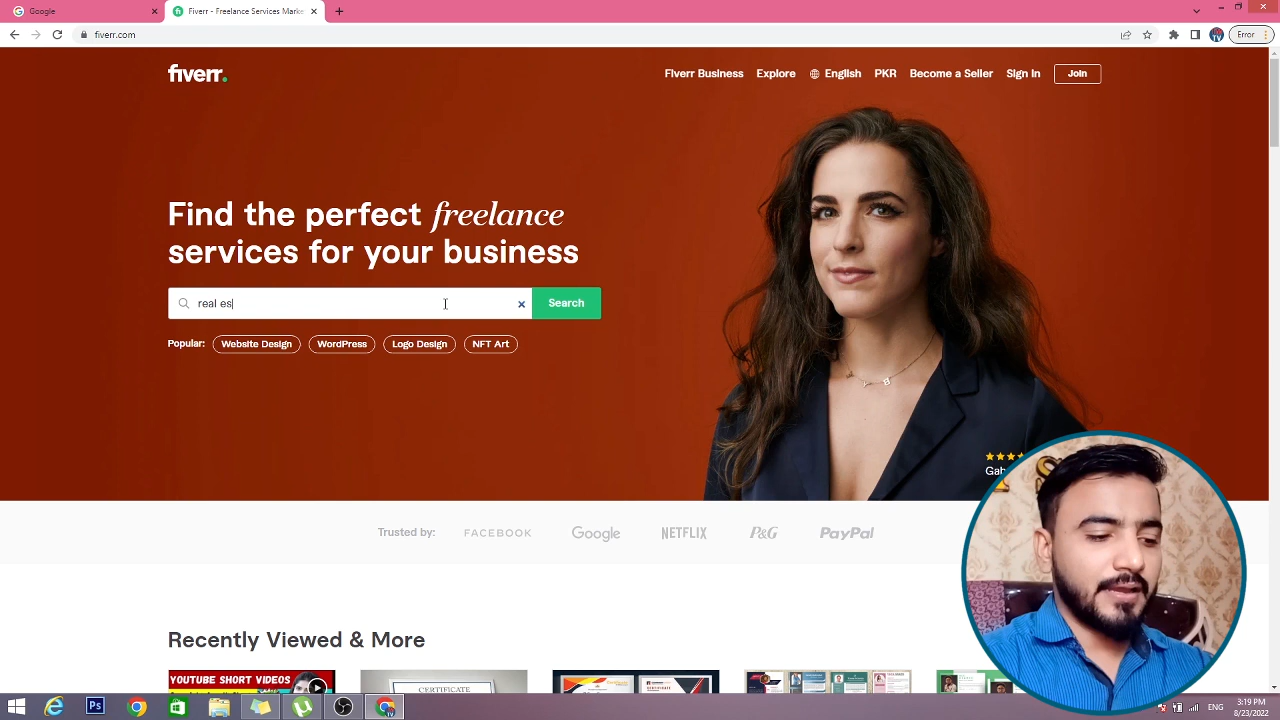 Google
Fiverr - Freelance Services Marke
fiverr.com
Error
fiverr.
Fiverr Business
Explore
English
PKR
Become a Seller
Sign In
Join
Find the perfect freelance
services for your business
real es
Search
Popular:
Website Design
WordPress
Logo Design
NFT Art
Gab
Trusted by:
FACEBOOK
Google
NETFLIX
P&G
PayPal
Recently Viewed & More
YOUTUBE SHORT VIDEOS
CERTIFICATE
CERTIFICATE
ENG
3:19 PM
8/23/2022